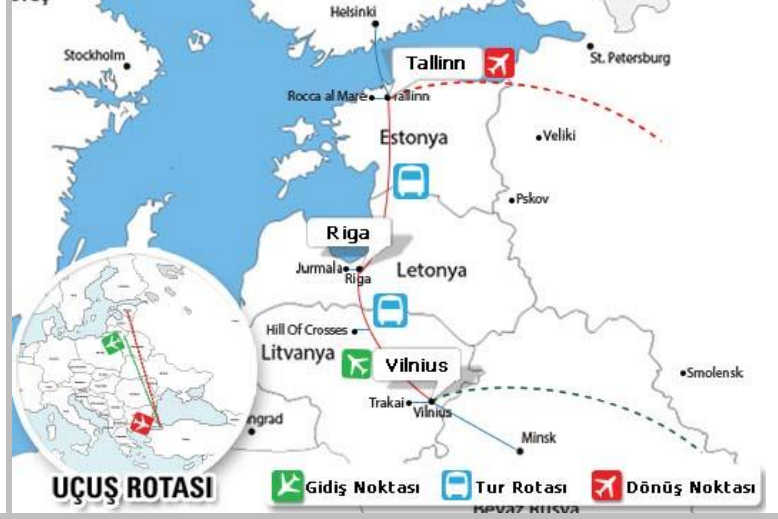 Helsinki
Stockholm
Tallinn
St. Petersburg
Rocca al Mare
Tallinn
Estonya
Veliki
Pskov
Riga
Jurmala
Riga
Letonya
Hill Of Crosses
Litvanya
Vilnius
Smolensk
Trakai
Vilnius
Minsk
UÇUŞ ROTASI
Gidiş Noktası
Tur Rotası
Dönüş Noktası
Beyaz Rusya